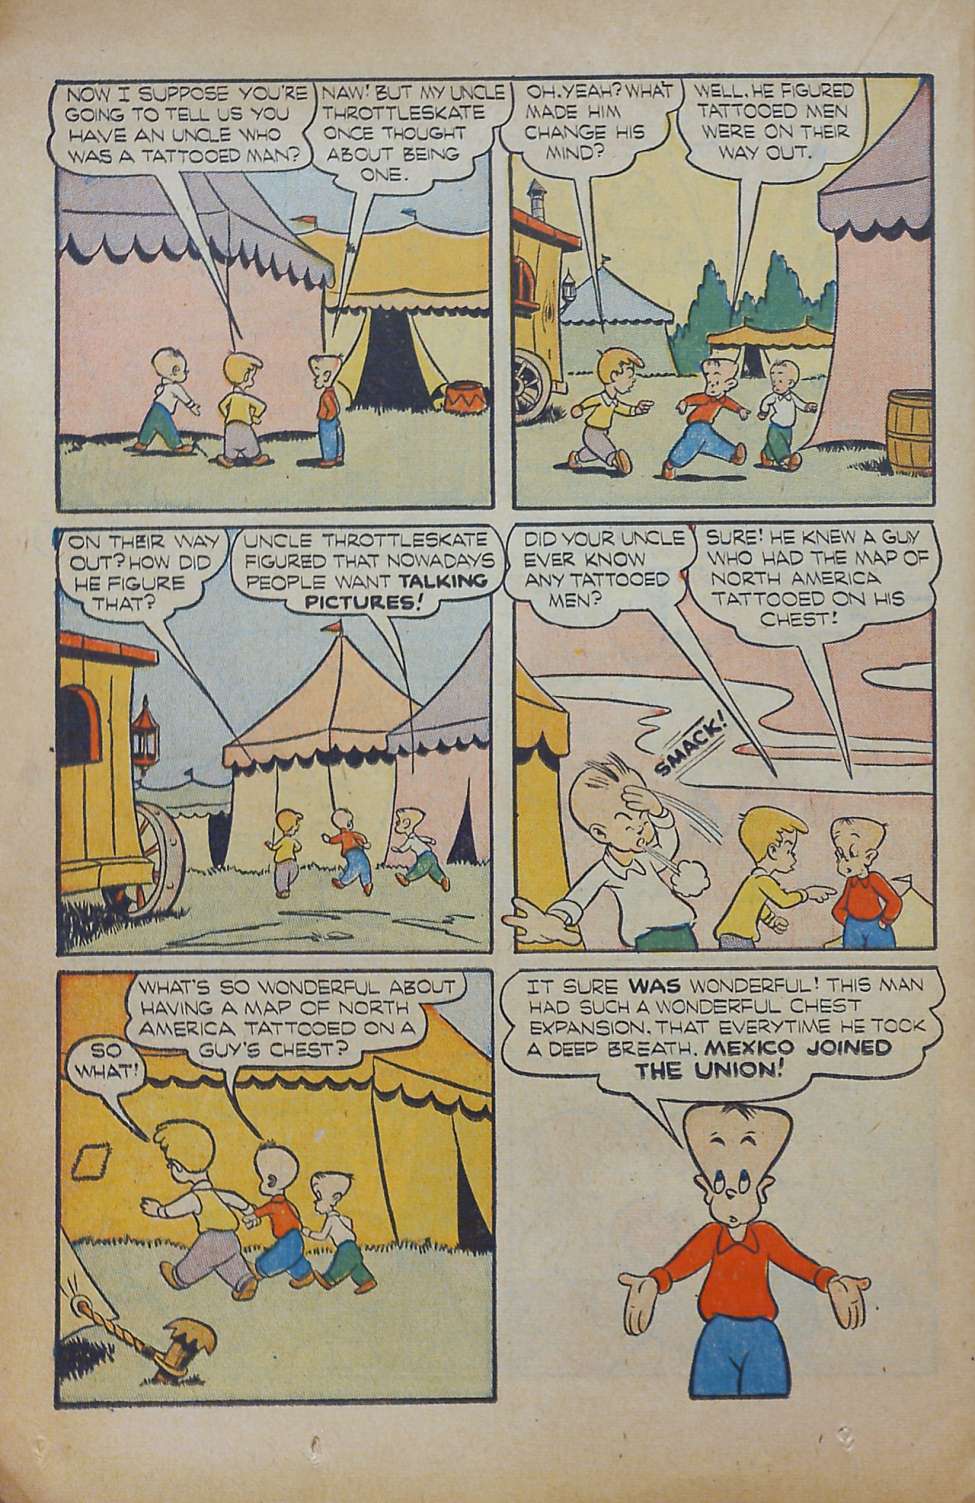 NOW I SUPPOSE YOU'RE
GOING TO TELL US YOU
HAVE AN UNCLE WHO
WAS A TATTOOED MAN?
NAW! BUT MY UNCLE
THROTTLESKATE
ONCE THOUGHT
ABOUT BEING
ONE.
OH, YEAH? WHAT
MADE HIM
CHANGE HIS
MIND?
WELL, HE FIGURED
TATTOOED MEN
WERE ON THEIR
WAY OUT.
ON THEIR WAY
OUT? HOW DID
HE FIGURE
THAT?
UNCLE THROTTLESKATE
FIGURED THAT NOWADAYS
PEOPLE WANT TALKING
PICTURES!
DID YOUR UNCLE
EVER KNOW
ANY TATTOOED
MEN?
SURE! HE KNEW A GUY
WHO HAD THE MAP OF
NORTH AMERICA
TATTOOED ON HIS
CHEST!
SMACK!
SO
WHAT!
WHAT'S SO WONDERFUL ABOUT
HAVING A MAP OF NORTH
AMERICA TATTOOED ON A
GUY'S CHEST?
IT SURE WAS WONDERFUL! THIS MAN
HAD SUCH A WONDERFUL CHEST
EXPANSION, THAT EVERYTIME HE TOOK
A DEEP BREATH, MEXICO JOINED
THE UNION!